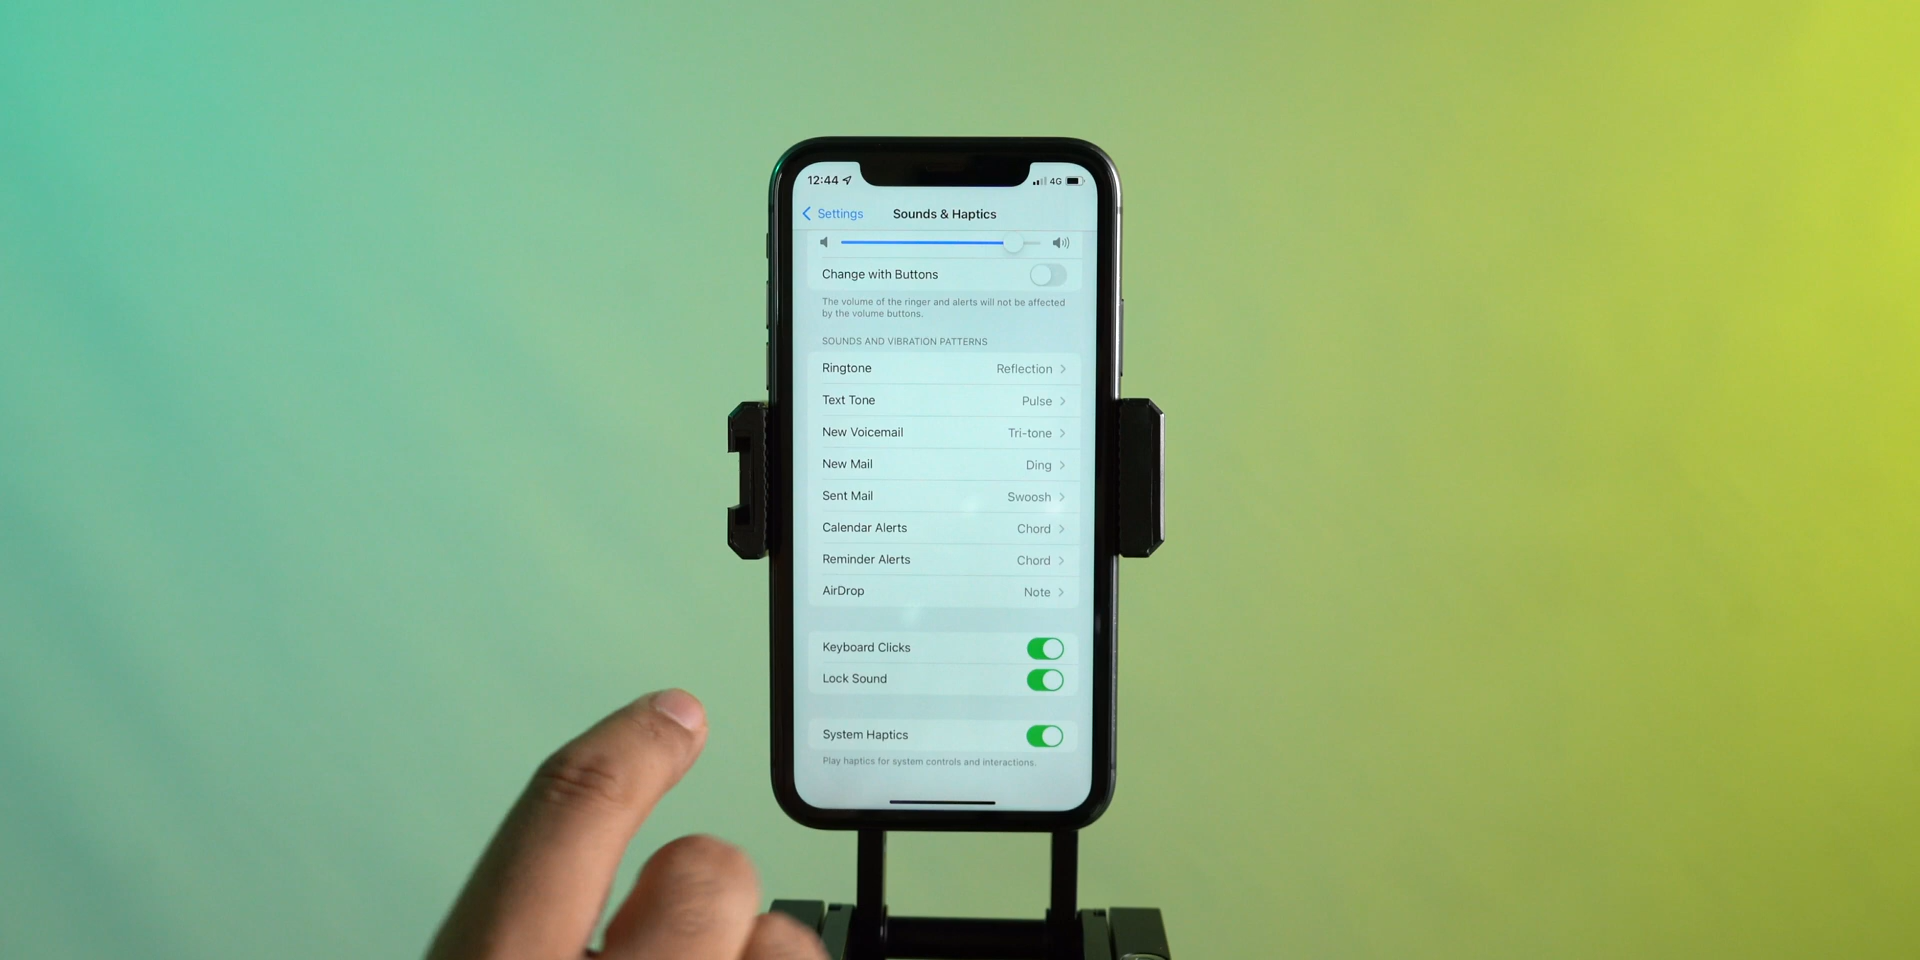 12:44 4G
Settings Sounds & Haptics
Change with Buttons
The volume of the ringer and alerts will not be affected
by the volume buttons.
SOUNDS AND VIBRATION PATTERNS
Ringtone Reflection
Text Tone Pulse
New Voicemail Tri-tone
New Mail Ding
Sent Mail Swoosh
Calendar Alerts Chord
Reminder Alerts Chord
AirDrop Note
Keyboard Clicks
Lock Sound
System Haptics
Play haptics for system controls and interactions.